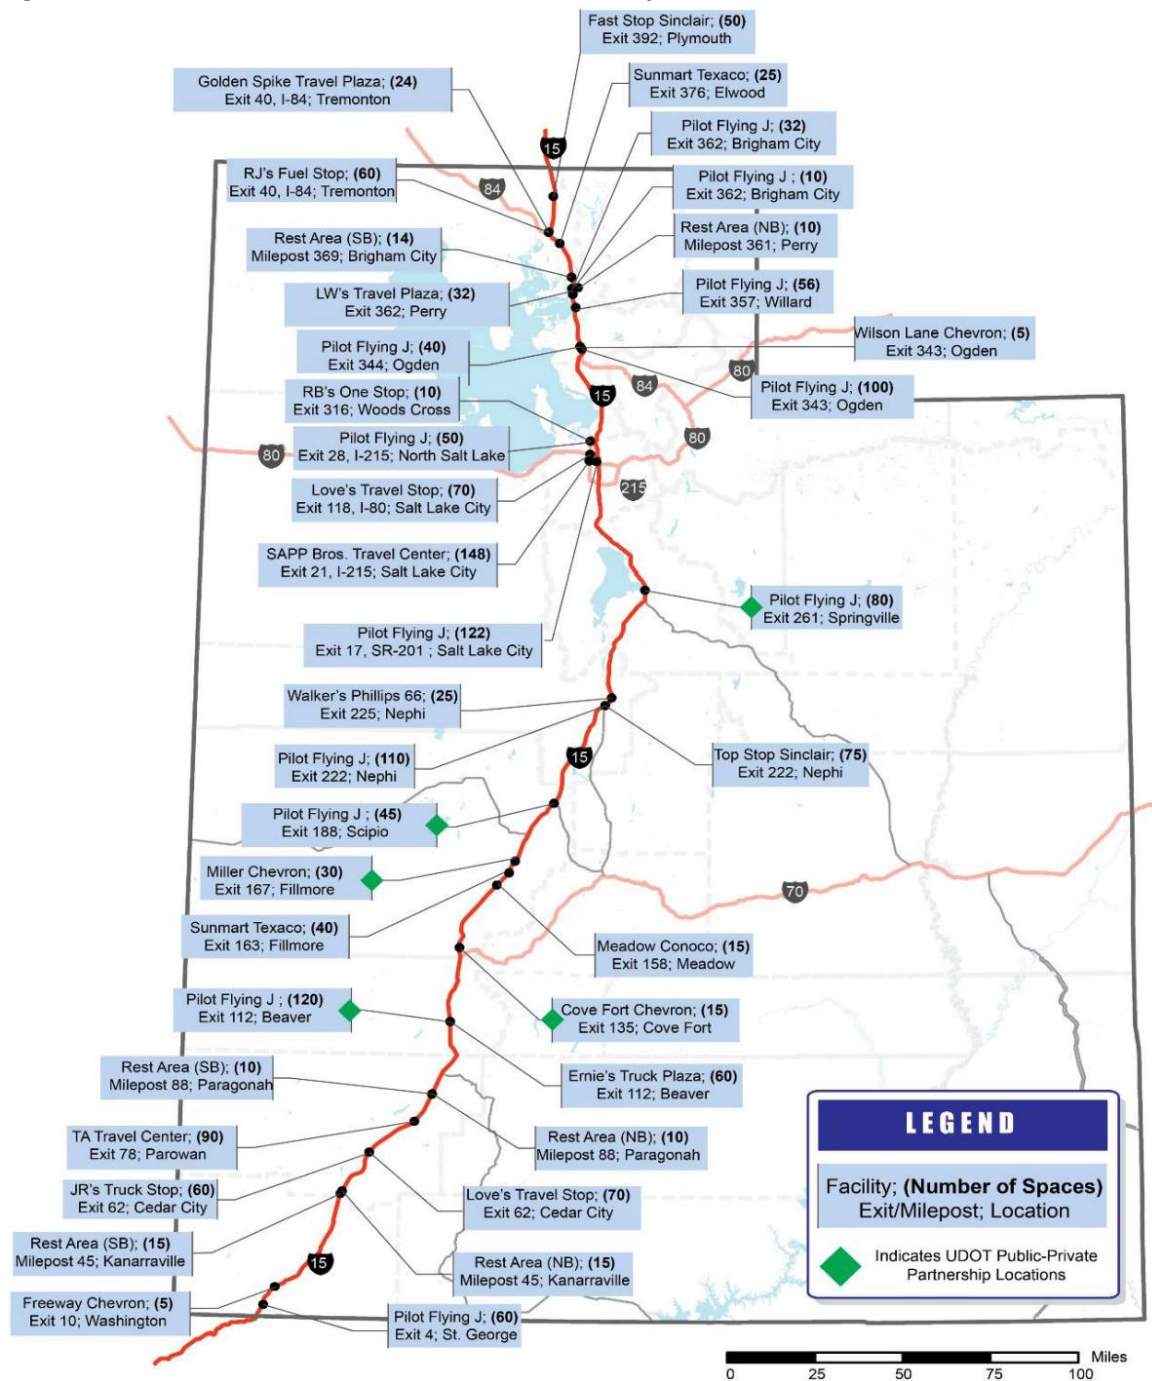 Fast Stop Sinclair; (50)
Exit 392; Plymouth
Golden Spike Travel Plaza; (24)
Exit 40, I-84; Tremonton
Sunmart Texaco; (25)
Exit 376; Elwood
Pilot Flying J; (32)
Exit 362; Brigham City
15
RJ's Fuel Stop; (60)
Exit 40, I-84; Tremonton
84
Pilot Flying J ; (10)
Exit 362; Brigham City
Rest Area (SB); (14)
Milepost 369; Brigham City
Rest Area (NB); (10)
Milepost 361; Perry
LW's Travel Plaza; (32)
Exit 362; Perry
Pilot Flying J; (56)
Exit 357; Willard
Wilson Lane Chevron; (5)
Exit 343; Ogden
Pilot Flying J; (40)
Exit 344; Ogden
80
84
Pilot Flying J; (100)
Exit 343; Ogden
RB's One Stop; (10)
Exit 316; Woods Cross
15
80
Pilot Flying J; (50)
Exit 28, I-215; North Salt Lake
80
215
Love's Travel Stop; (70)
Exit 118, I-80; Salt Lake City
SAPP Bros. Travel Center; (148)
Exit 21, I-215; Salt Lake City
Pilot Flying J; (80)
Exit 261; Springville
Pilot Flying J; (122)
Exit 17, SR-201 ; Salt Lake City
Walker's Phillips 66; (25)
Exit 225; Nephi
Pilot Flying J; (110)
Exit 222; Nephi
15
Top Stop Sinclair; (75)
Exit 222; Nephi
Pilot Flying J ; (45)
Exit 188; Scipio
Miller Chevron; (30)
Exit 167; Fillmore
70
Sunmart Texaco; (40)
Exit 163; Fillmore
Meadow Conoco; (15)
Exit 158; Meadow
Pilot Flying J ; (120)
Exit 112; Beaver
Cove Fort Chevron; (15)
Exit 135; Cove Fort
Rest Area (SB); (10)
Milepost 88; Paragonah
Ernie's Truck Plaza; (60)
Exit 112; Beaver
TA Travel Center; (90)
Exit 78; Parowan
Rest Area (NB); (10)
Milepost 88; Paragonah
JR's Truck Stop; (60)
Exit 62; Cedar City
Love's Travel Stop; (70)
Exit 62; Cedar City
Rest Area (SB); (15)
Milepost 45; Kanarraville
15
Rest Area (NB); (15)
Milepost 45; Kanarraville
Freeway Chevron; (5)
Exit 10; Washington
Pilot Flying J; (60)
Exit 4; St. George
LEGEND
Facility; (Number of Spaces)
Exit/Milepost; Location
Indicates UDOT Public-Private
Partnership Locations
Miles
0 25 50 75 100